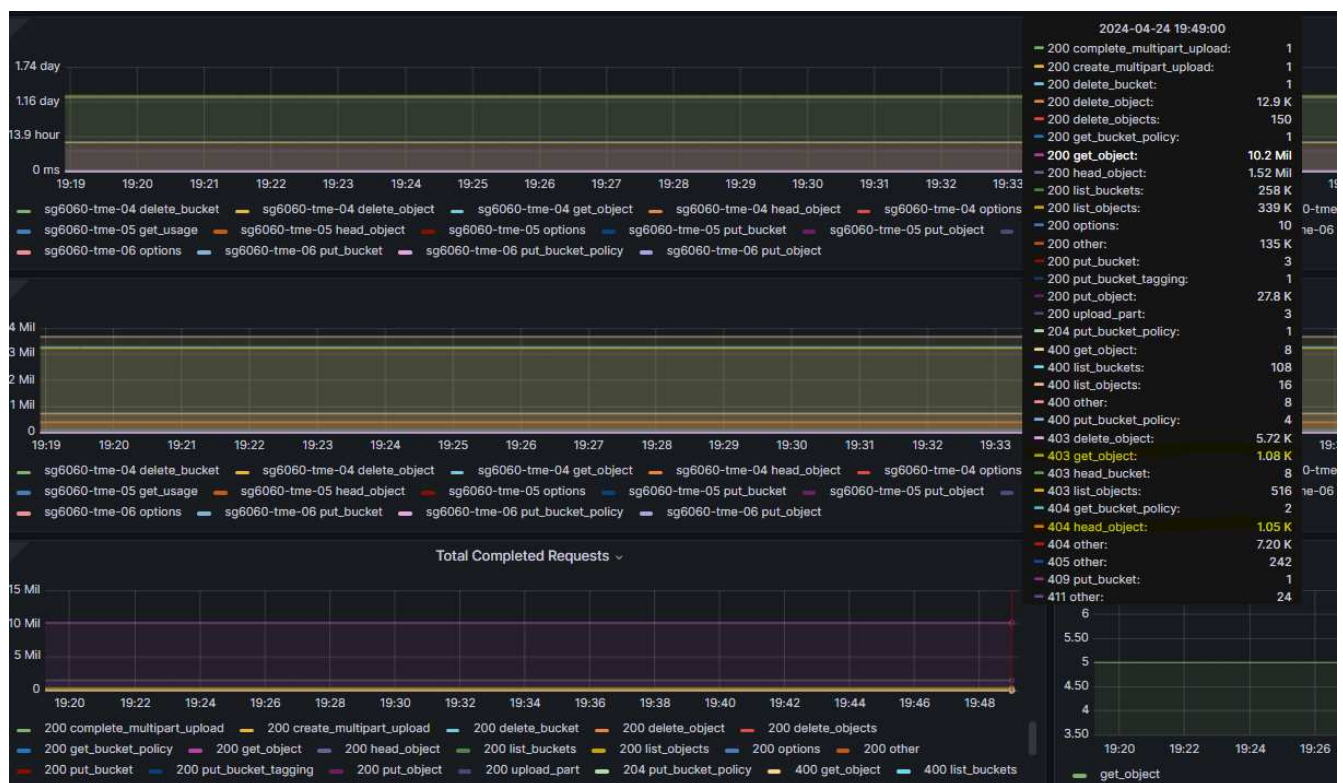 1.74 day
1.16 day
13.9 hour
0 ms
19:19 19:20 19:21 19:22 19:23 19:24 19:25 19:26 19:27 19:28 19:29 19:30 19:31 19:32 19:33
sg6060-tme-04 delete_bucket sg6060-tme-04 delete_object sg6060-tme-04 get_object sg6060-tme-04 head_object sg6060-tme-04 options
sg6060-tme-05 get_usage sg6060-tme-05 head_object sg6060-tme-05 options sg6060-tme-05 put_bucket sg6060-tme-05 put_object
sg6060-tme-06 options sg6060-tme-06 put_bucket sg6060-tme-06 put_bucket_policy sg6060-tme-06 put_object
4 Mil
3 Mil
2 Mil
1 Mil
0
19:19 19:20 19:21 19:22 19:23 19:24 19:25 19:26 19:27 19:28 19:29 19:30 19:31 19:32 19:33
sg6060-tme-04 delete_bucket sg6060-tme-04 delete_object sg6060-tme-04 get_object sg6060-tme-04 head_object sg6060-tme-04 options
sg6060-tme-05 get_usage sg6060-tme-05 head_object sg6060-tme-05 options sg6060-tme-05 put_bucket sg6060-tme-05 put_object
sg6060-tme-06 options sg6060-tme-06 put_bucket sg6060-tme-06 put_bucket_policy sg6060-tme-06 put_object
Total Completed Requests
15 Mil
10 Mil
5 Mil
0
19:20 19:22 19:24 19:26 19:28 19:30 19:32 19:34 19:36 19:38 19:40 19:42 19:44 19:46 19:48
200 complete_multipart_upload 200 create_multipart_upload 200 delete_bucket 200 delete_object 200 delete_objects
200 get_bucket_policy 200 get_object 200 head_object 200 list_buckets 200 list_objects 200 options 200 other
200 put_bucket 200 put_bucket_tagging 200 put_object 200 upload_part 204 put_bucket_policy 400 get_object 400 list_buckets
2024-04-24 19:49:00
200 complete_multipart_upload: 1
200 create_multipart_upload: 1
200 delete_bucket: 1
200 delete_object: 12.9 K
200 delete_objects: 150
200 get_bucket_policy: 1
200 get_object: 10.2 Mil
200 head_object: 1.52 Mil
200 list_buckets: 258 K
200 list_objects: 339 K
200 options: 10
200 other: 135 K
200 put_bucket: 3
200 put_bucket_tagging: 1
200 put_object: 27.8 K
200 upload_part: 3
204 put_bucket_policy: 1
400 get_object: 8
400 list_buckets: 108
400 list_objects: 16
400 other: 8
400 put_bucket_policy: 4
403 delete_object: 5.72 K
403 get_object: 1.08 K
403 head_bucket: 8
403 list_objects: 516
404 get_bucket_policy: 2
404 head_object: 1.05 K
404 other: 7.20 K
405 other: 242
409 put_bucket: 1
411 other: 24
6
5.50
5
4.50
4
3.50
19:20 19:22 19:24 19:26
get_object